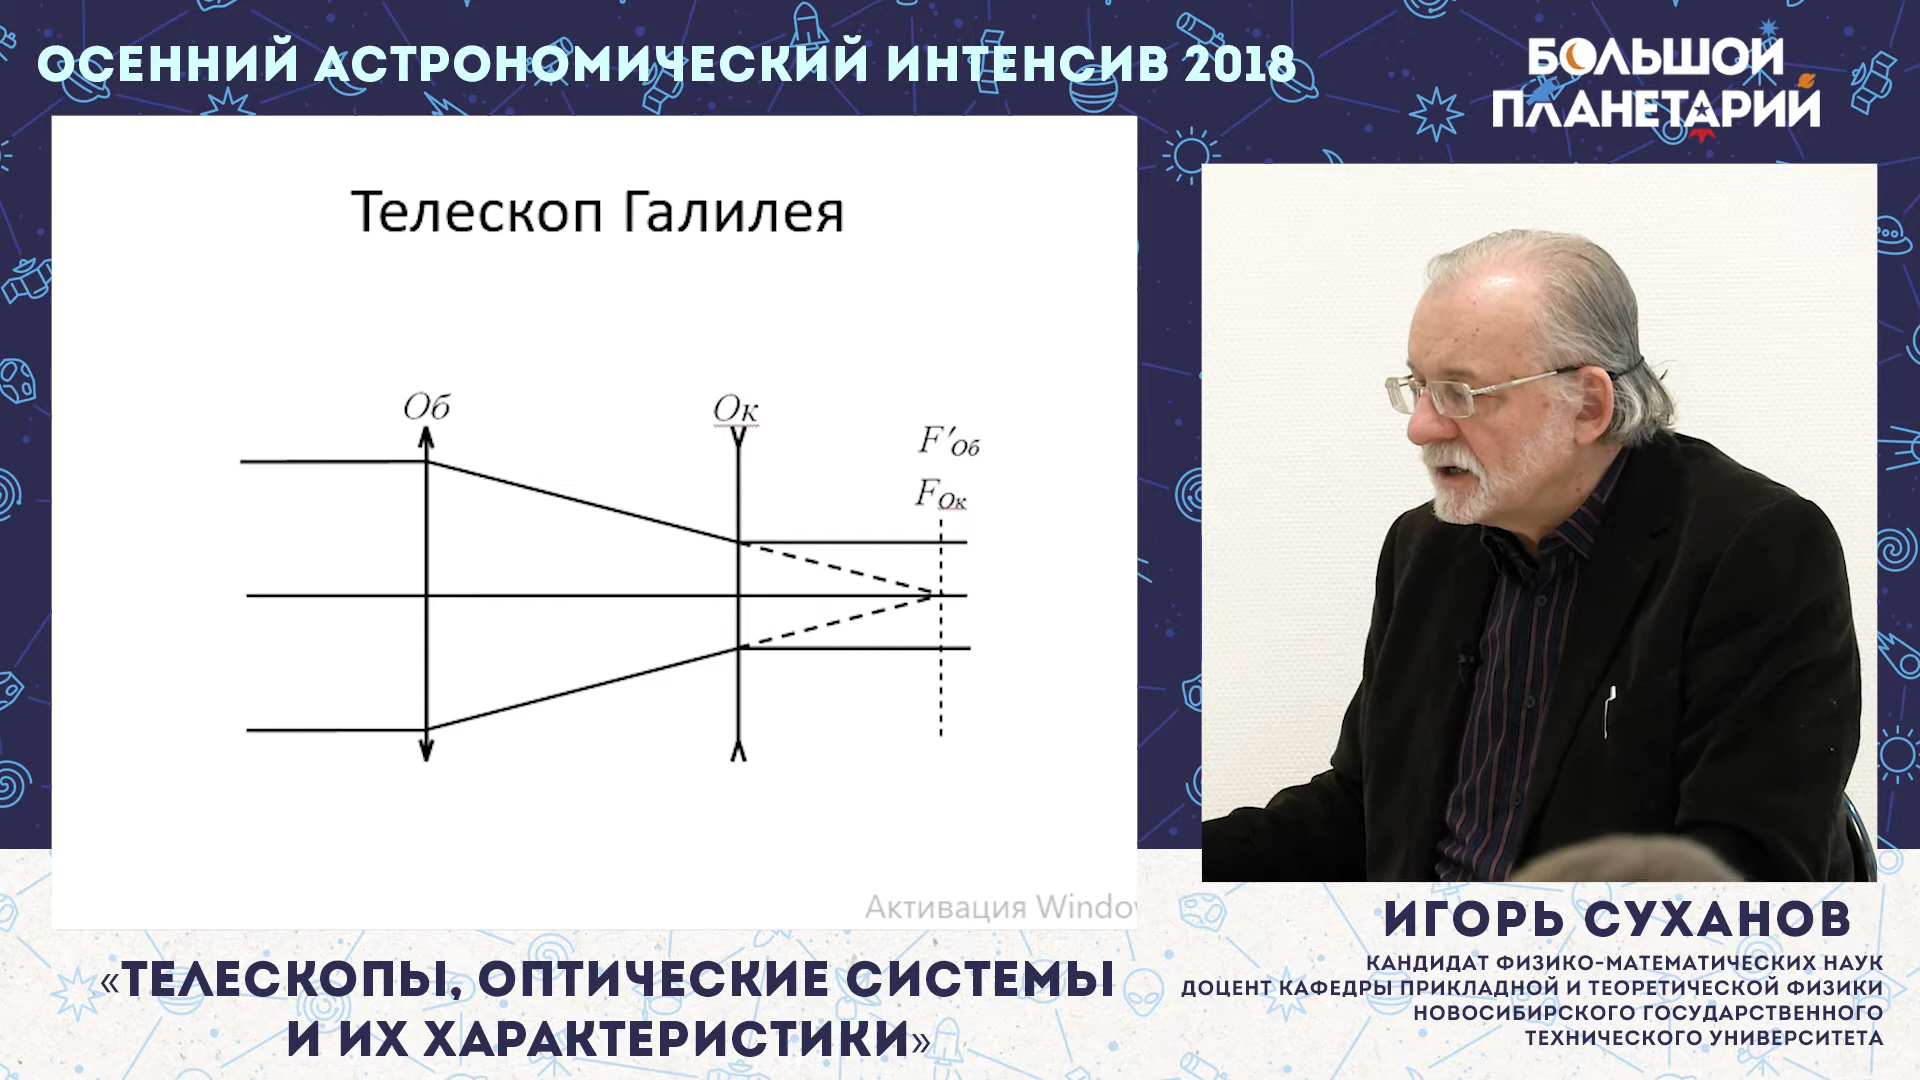 ОСЕННИЙ АСТРОНОМИЧЕСКИЙ ИНТЕНСИВ 2018
БОЛЬШОЙ
ПЛАНЕТАРИЙ
Телескоп Галилея
Об
Ок
F′Об
FОк
Активация Windo
ИГОРЬ СУХАНОВ
КАНДИДАТ ФИЗИКО-МАТЕМАТИЧЕСКИХ НАУК
ДОЦЕНТ КАФЕДРЫ ПРИКЛАДНОЙ И ТЕОРЕТИЧЕСКОЙ ФИЗИКИ
НОВОСИБИРСКОГО ГОСУДАРСТВЕННОГО
ТЕХНИЧЕСКОГО УНИВЕРСИТЕТА
«ТЕЛЕСКОПЫ, ОПТИЧЕСКИЕ СИСТЕМЫ
И ИХ ХАРАКТЕРИСТИКИ»